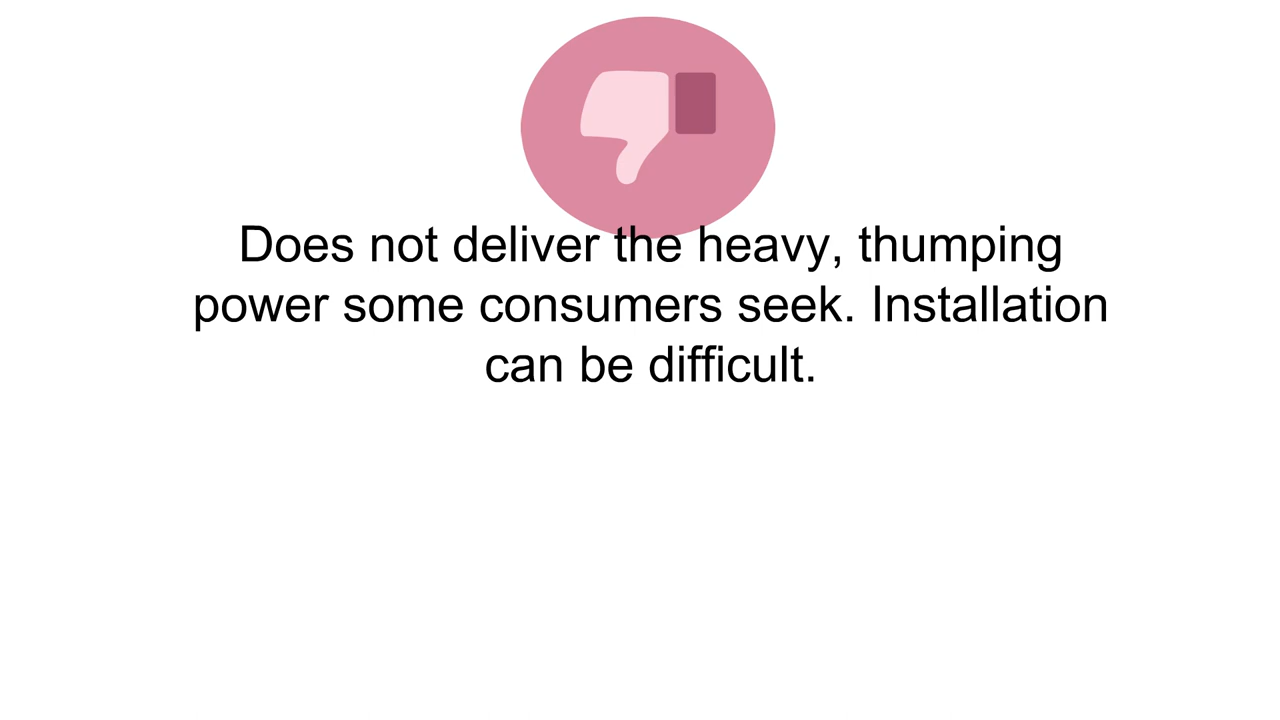 Does not deliver the heavy, thumping
power some consumers seek. Installation
can be difficult.